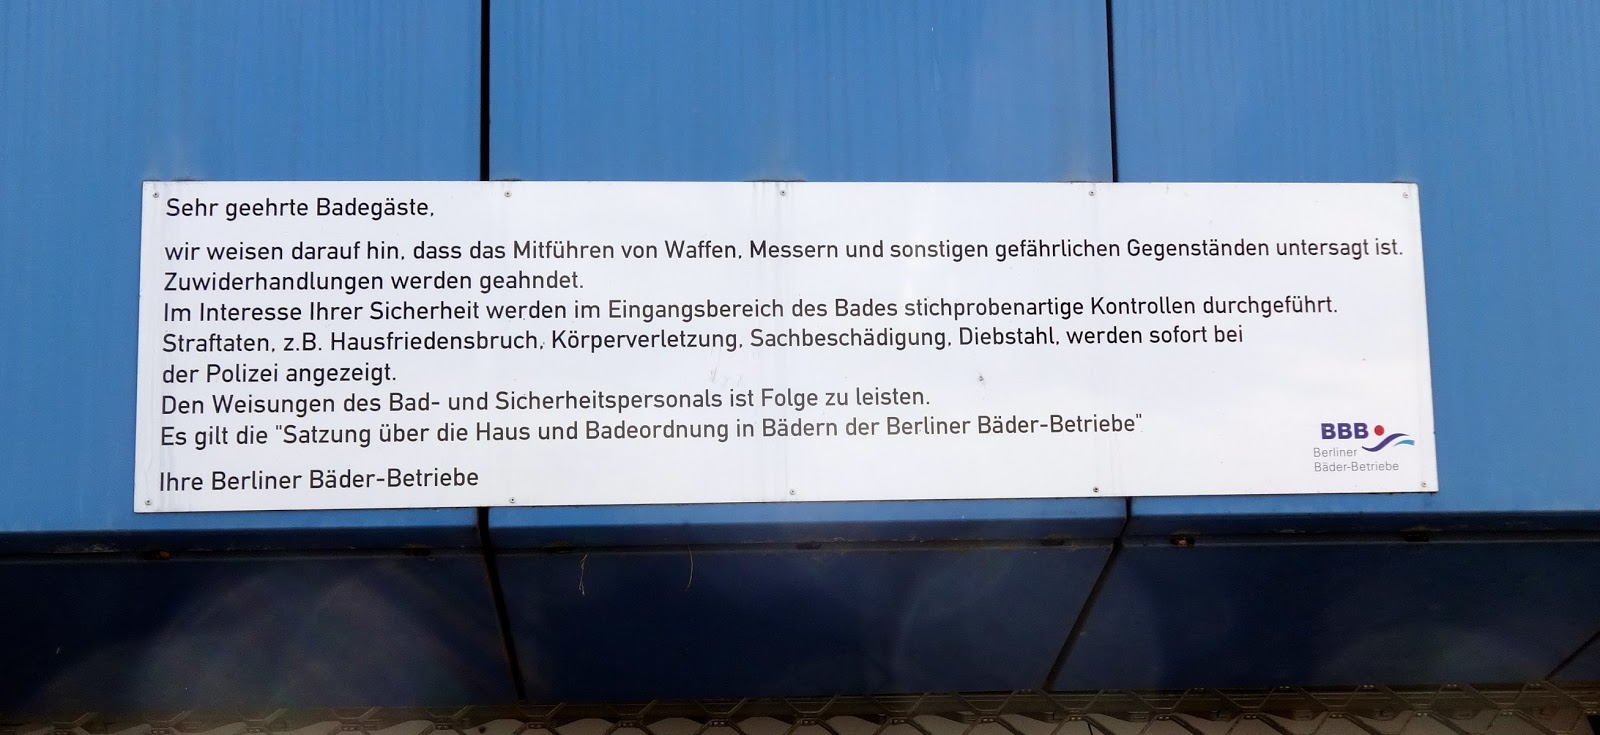 Sehr geehrte Badegäste,
wir weisen darauf hin, dass das Mitführen von Waffen, Messern und sonstigen gefährlichen Gegenständen untersagt ist.
Zuwiderhandlungen werden geahndet.
Im Interesse Ihrer Sicherheit werden im Eingangsbereich des Bades stichprobenartige Kontrollen durchgeführt.
Straftaten, z.B. Hausfriedensbruch, Körperverletzung, Sachbeschädigung, Diebstahl, werden sofort bei
der Polizei angezeigt.
Den Weisungen des Bad- und Sicherheitspersonals ist Folge zu leisten.
Es gilt die "Satzung über die Haus und Badeordnung in Bädern der Berliner Bäder-Betriebe"
Ihre Berliner Bäder-Betriebe
BBB
Berliner
Bäder-Betriebe